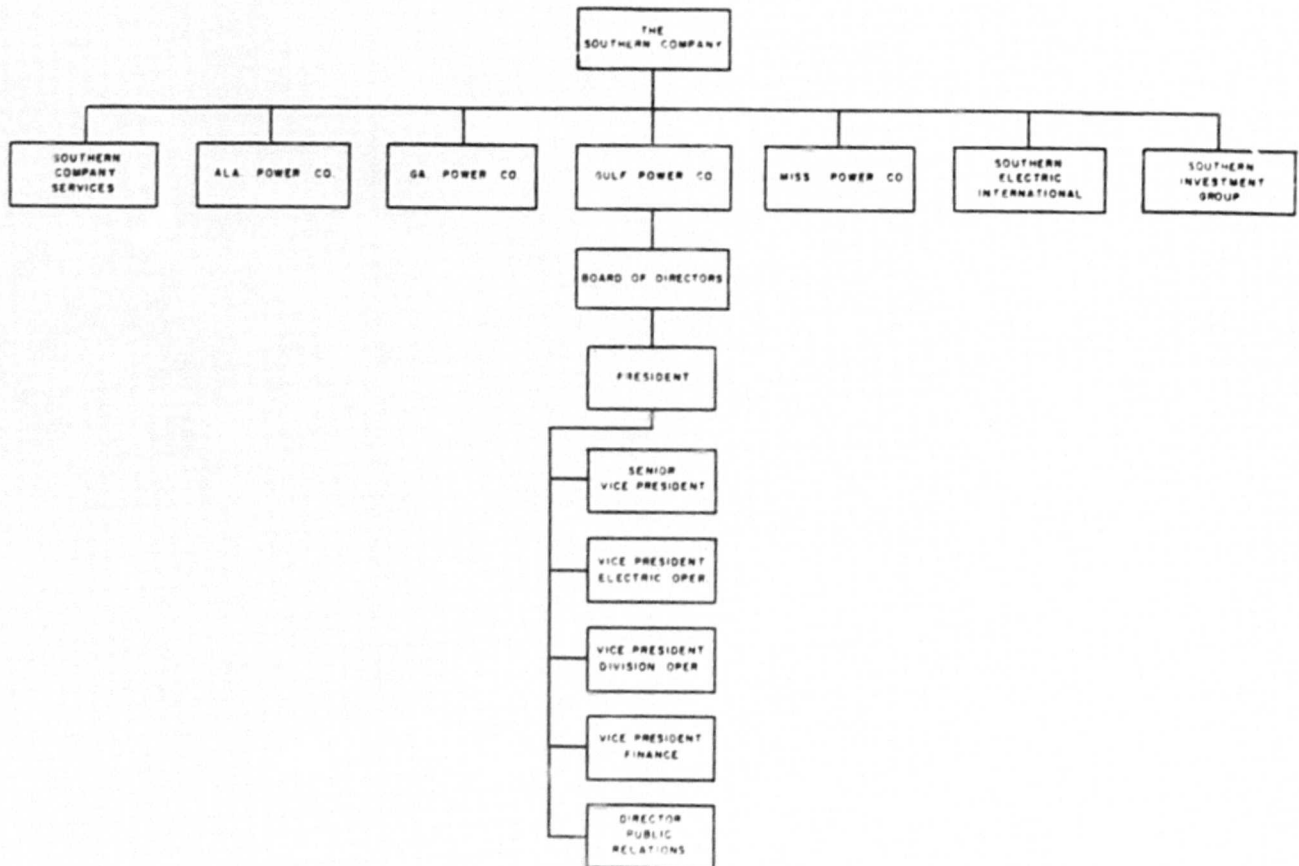 THE
SOUTHERN COMPANY
SOUTHERN
COMPANY
SERVICES
ALA. POWER CO.
GA. POWER CO
GULF POWER CO
MISS. POWER CO
SOUTHERN
ELECTRIC
INTERNATIONAL
SOUTHERN
INVESTMENT
GROUP
BOARD OF DIRECTORS
PRESIDENT
SENIOR
VICE PRESIDENT
VICE PRESIDENT
ELECTRIC OPER
VICE PRESIDENT
DIVISION OPER
VICE PRESIDENT
FINANCE
DIRECTOR
PUBLIC
RELATIONS